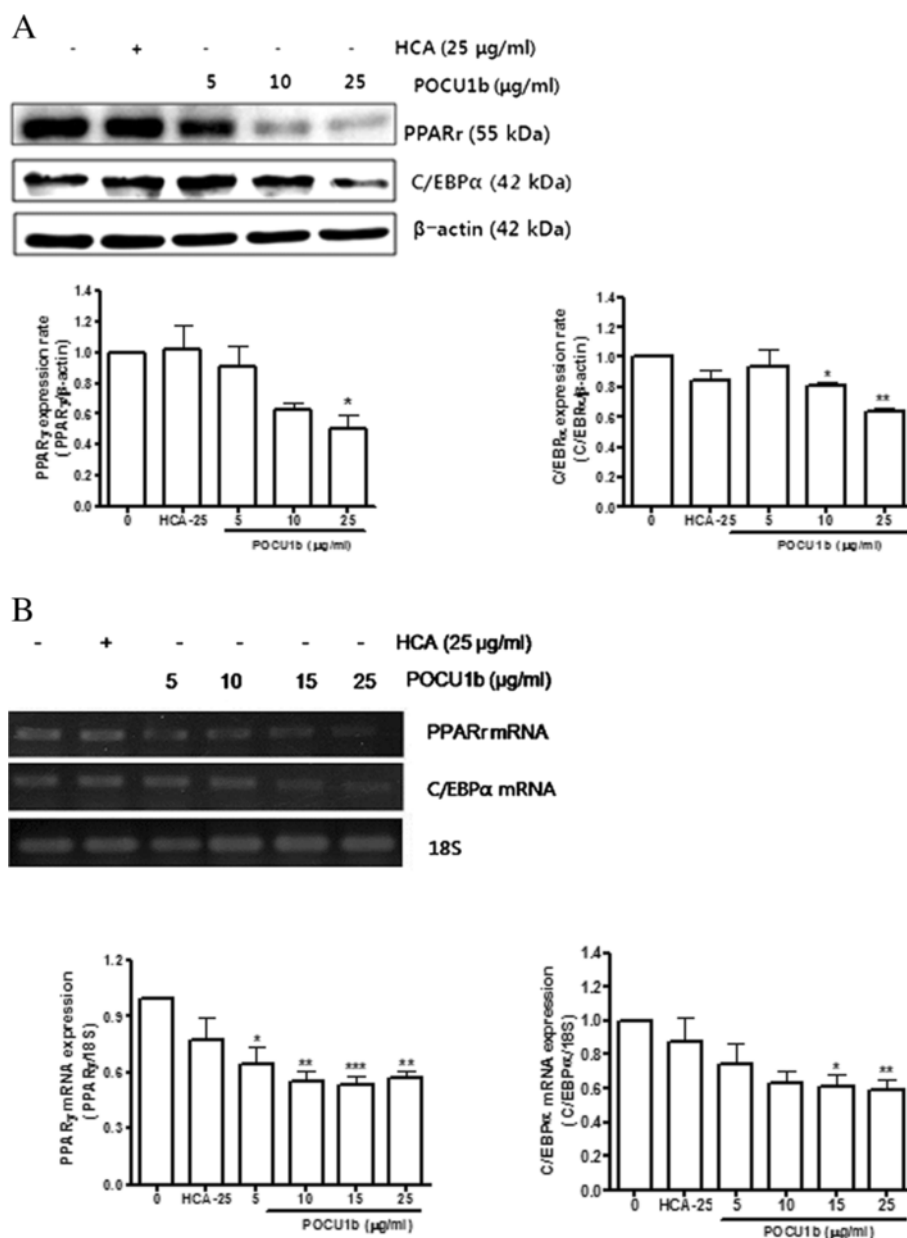 A
- + - - - HCA (25 μg/ml)
5 10 25 POCU1b (μg/ml)
PPARr (55 kDa)
C/EBPα (42 kDa)
β-actin (42 kDa)
PPARγ expression rate
(PPARγ/β-actin)
1.4
1.2
1.0
0.8
0.6
0.4
0.2
0.0
*
0 HCA-25 5 10 25
POCU1b (μg/ml)
C/EBPα expression rate
(C/EBPα/β-actin)
1.4
1.2
1.0
0.8
0.6
0.4
0.2
0.0
* **
0 HCA-25 5 10 25
POCU1b (μg/ml)
B
- + - - - - HCA (25 μg/ml)
5 10 15 25 POCU1b (μg/ml)
PPARr mRNA
C/EBPα mRNA
18S
PPARγ mRNA expression
(PPARγ/18S)
1.2
0.9
0.6
0.3
0.0
* ** *** **
0 HCA-25 5 10 15 25
POCU1b (μg/ml)
C/EBPα mRNA expression
(C/EBPα/18S)
1.4
1.2
1.0
0.8
0.6
0.4
0.2
0.0
* **
0 HCA-25 5 10 15 25
POCU1b (μg/ml)